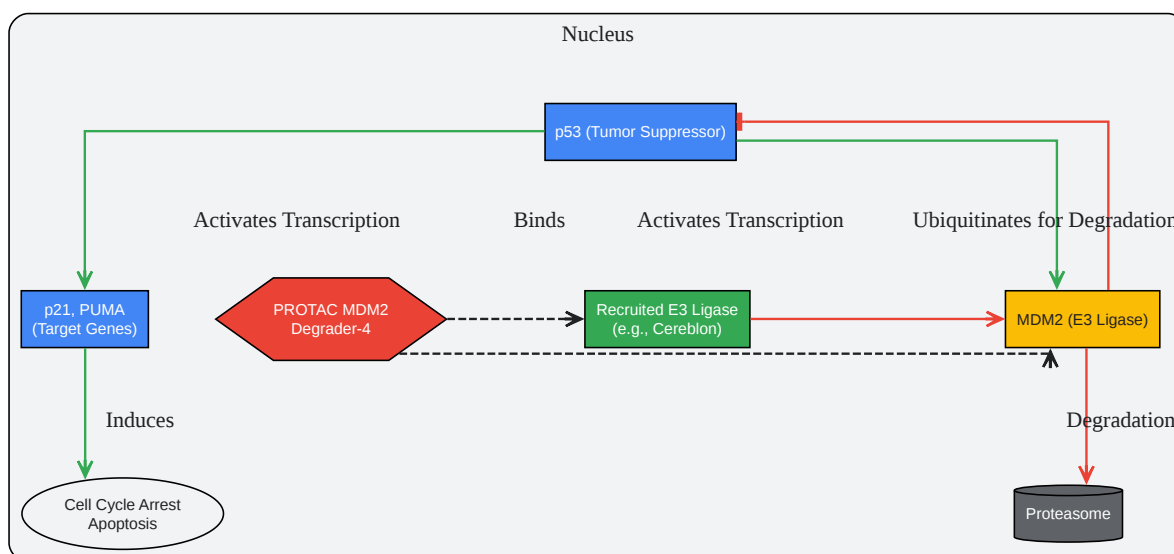 Nucleus
p53 (Tumor Suppressor)
Activates Transcription
Binds
Activates Transcription
Ubiquitinates for Degradation
p21, PUMA
(Target Genes)
PROTAC MDM2
Degrader-4
Recruited E3 Ligase
(e.g., Cereblon)
MDM2 (E3 Ligase)
Induces
Degradation
Cell Cycle Arrest
Apoptosis
Proteasome